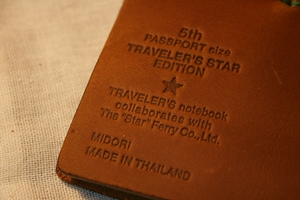 5th
PASSPORT size
TRAVELER'S STAR
EDITION
TRAVELER'S notebook
collaborates with
The "Star" Ferry Co., Ltd.
MIDORI
MADE IN THAILAND